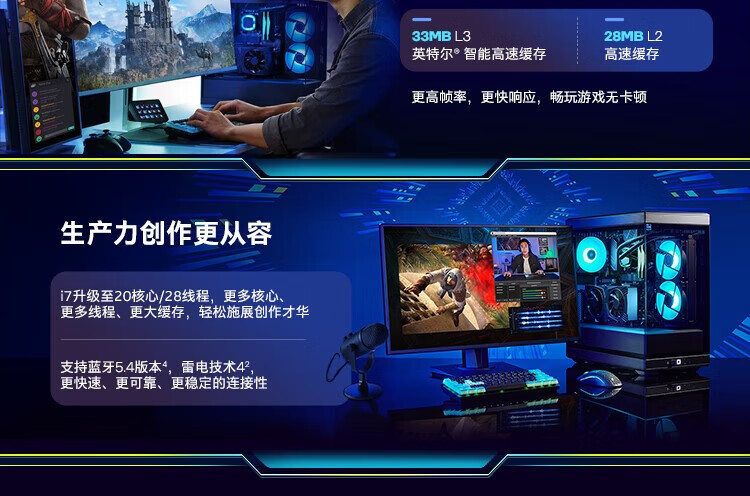 33MB L3
英特尔® 智能高速缓存
28MB L2
高速缓存
更高帧率，更快响应，畅玩游戏无卡顿
生产力创作更从容
i7升级至20核心/28线程，更多核心、
更多线程、更大缓存，轻松施展创作才华
支持蓝牙5.4版本⁴，雷电技术4²，
更快速、更可靠、更稳定的连接性